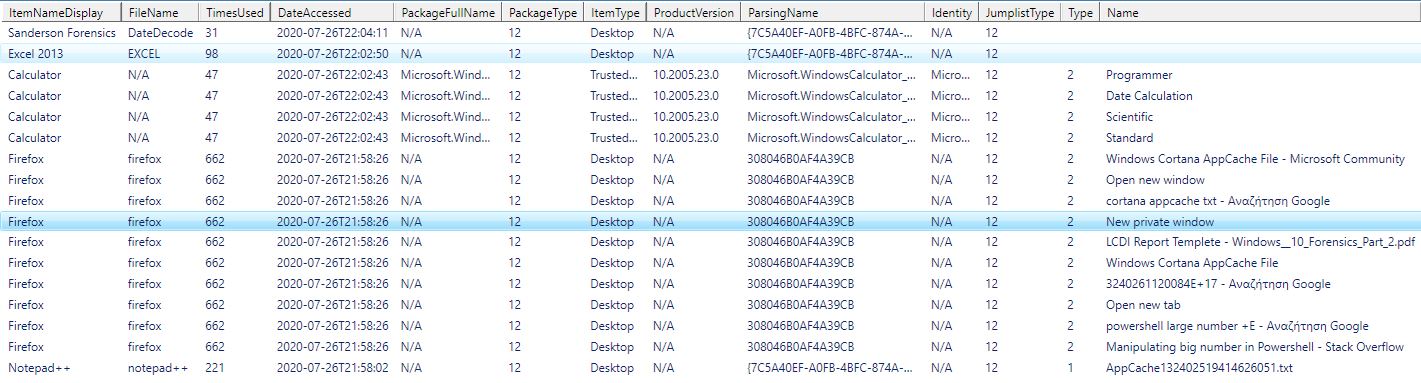 ItemNameDisplay FileName TimesUsed DateAccessed PackageFullName PackageType ItemType ProductVersion ParsingName Identity JumplistType Type Name
Sanderson Forensics DateDecode 31 2020-07-26T22:04:11 N/A 12 Desktop N/A {7C5A40EF-A0FB-4BFC-874A-... N/A 12
Excel 2013 EXCEL 98 2020-07-26T22:02:50 N/A 12 Desktop N/A {7C5A40EF-A0FB-4BFC-874A-... N/A 12
Calculator N/A 47 2020-07-26T22:02:43 Microsoft.Wind... 12 Trusted... 10.2005.23.0 Microsoft.WindowsCalculator_... Micro... 12 2 Programmer
Calculator N/A 47 2020-07-26T22:02:43 Microsoft.Wind... 12 Trusted... 10.2005.23.0 Microsoft.WindowsCalculator_... Micro... 12 2 Date Calculation
Calculator N/A 47 2020-07-26T22:02:43 Microsoft.Wind... 12 Trusted... 10.2005.23.0 Microsoft.WindowsCalculator_... Micro... 12 2 Scientific
Calculator N/A 47 2020-07-26T22:02:43 Microsoft.Wind... 12 Trusted... 10.2005.23.0 Microsoft.WindowsCalculator_... Micro... 12 2 Standard
Firefox firefox 662 2020-07-26T21:58:26 N/A 12 Desktop N/A 308046B0AF4A39CB N/A 12 2 Windows Cortana AppCache File - Microsoft Community
Firefox firefox 662 2020-07-26T21:58:26 N/A 12 Desktop N/A 308046B0AF4A39CB N/A 12 2 Open new window
Firefox firefox 662 2020-07-26T21:58:26 N/A 12 Desktop N/A 308046B0AF4A39CB N/A 12 2 cortana appcache txt - Αναζήτηση Google
Firefox firefox 662 2020-07-26T21:58:26 N/A 12 Desktop N/A 308046B0AF4A39CB N/A 12 2 New private window
Firefox firefox 662 2020-07-26T21:58:26 N/A 12 Desktop N/A 308046B0AF4A39CB N/A 12 2 LCDI Report Templete - Windows__10_Forensics_Part_2.pdf
Firefox firefox 662 2020-07-26T21:58:26 N/A 12 Desktop N/A 308046B0AF4A39CB N/A 12 2 Windows Cortana AppCache File
Firefox firefox 662 2020-07-26T21:58:26 N/A 12 Desktop N/A 308046B0AF4A39CB N/A 12 2 3240261120084E+17 - Αναζήτηση Google
Firefox firefox 662 2020-07-26T21:58:26 N/A 12 Desktop N/A 308046B0AF4A39CB N/A 12 2 Open new tab
Firefox firefox 662 2020-07-26T21:58:26 N/A 12 Desktop N/A 308046B0AF4A39CB N/A 12 2 powershell large number +E - Αναζήτηση Google
Firefox firefox 662 2020-07-26T21:58:26 N/A 12 Desktop N/A 308046B0AF4A39CB N/A 12 2 Manipulating big number in Powershell - Stack Overflow
Notepad++ notepad++ 221 2020-07-26T21:58:02 N/A 12 Desktop N/A {7C5A40EF-A0FB-4BFC-874A-... N/A 12 1 AppCache132402519414626051.txt